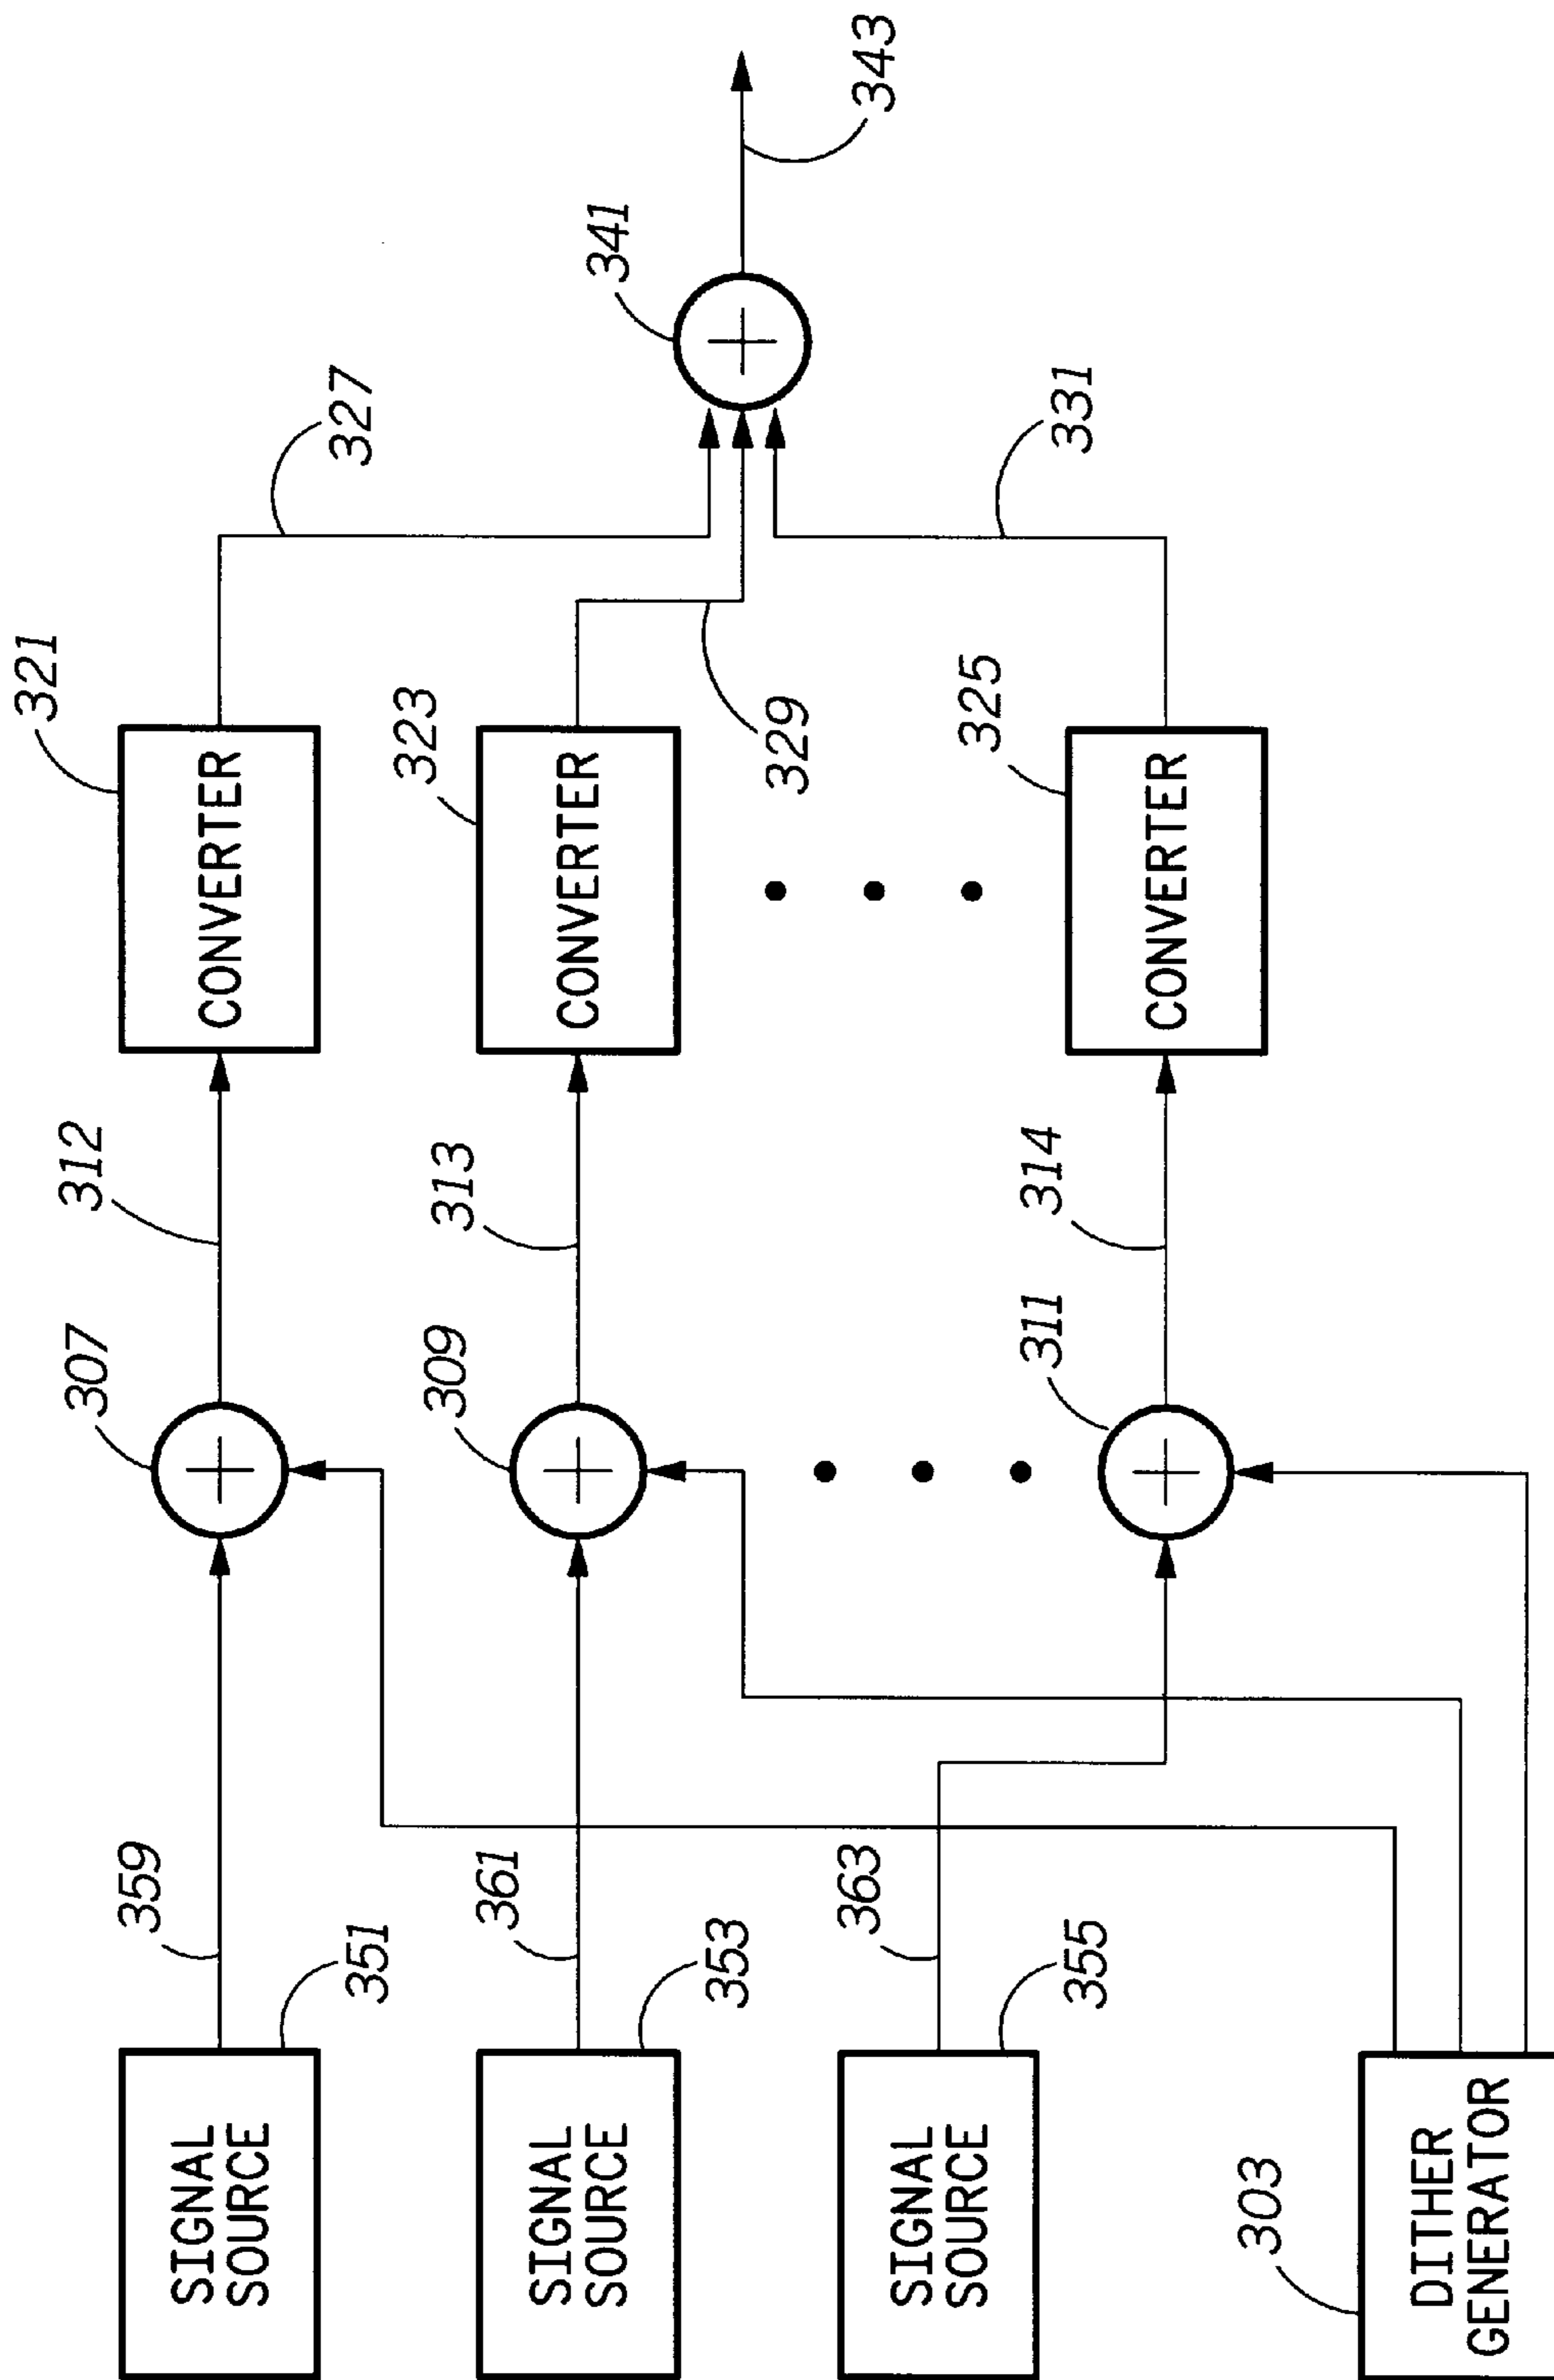 359
SIGNAL
SOURCE
351
307
312
321
CONVERTER
327
361
SIGNAL
SOURCE
353
309
313
323
CONVERTER
329
341
343
363
SIGNAL
SOURCE
355
311
314
325
CONVERTER
331
303
DITHER
GENERATOR